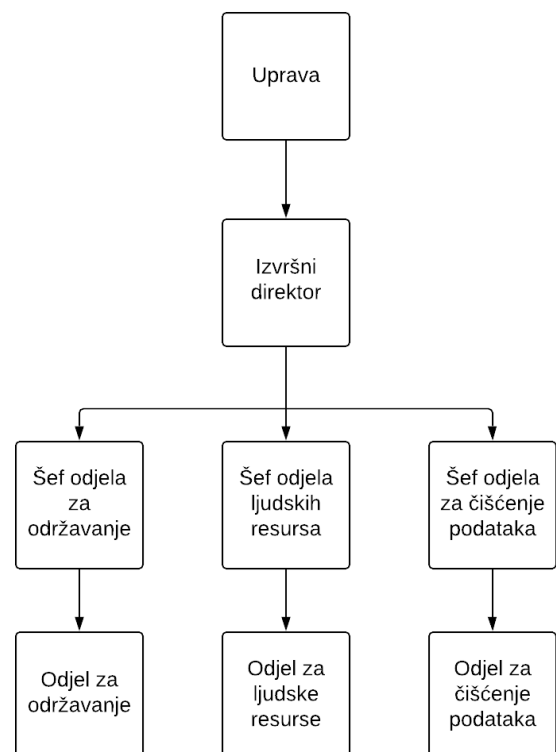 Uprava
Izvršni
direktor
Šef odjela
za
održavanje
Šef odjela
ljudskih
resursa
Šef odjela
za čišćenje
podataka
Odjel za
održavanje
Odjel za
ljudske
resurse
Odjel za
čišćenje
podataka